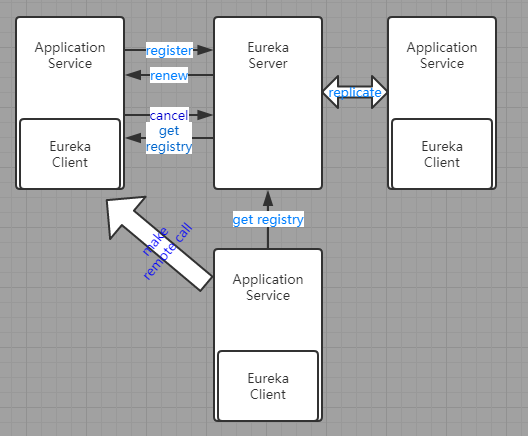 Application
Service
Eureka
Client
register
renew
cancel
get
registry
Eureka
Server
replicate
Application
Service
Eureka
Client
get registry
make
remote call
Application
Service
Eureka
Client